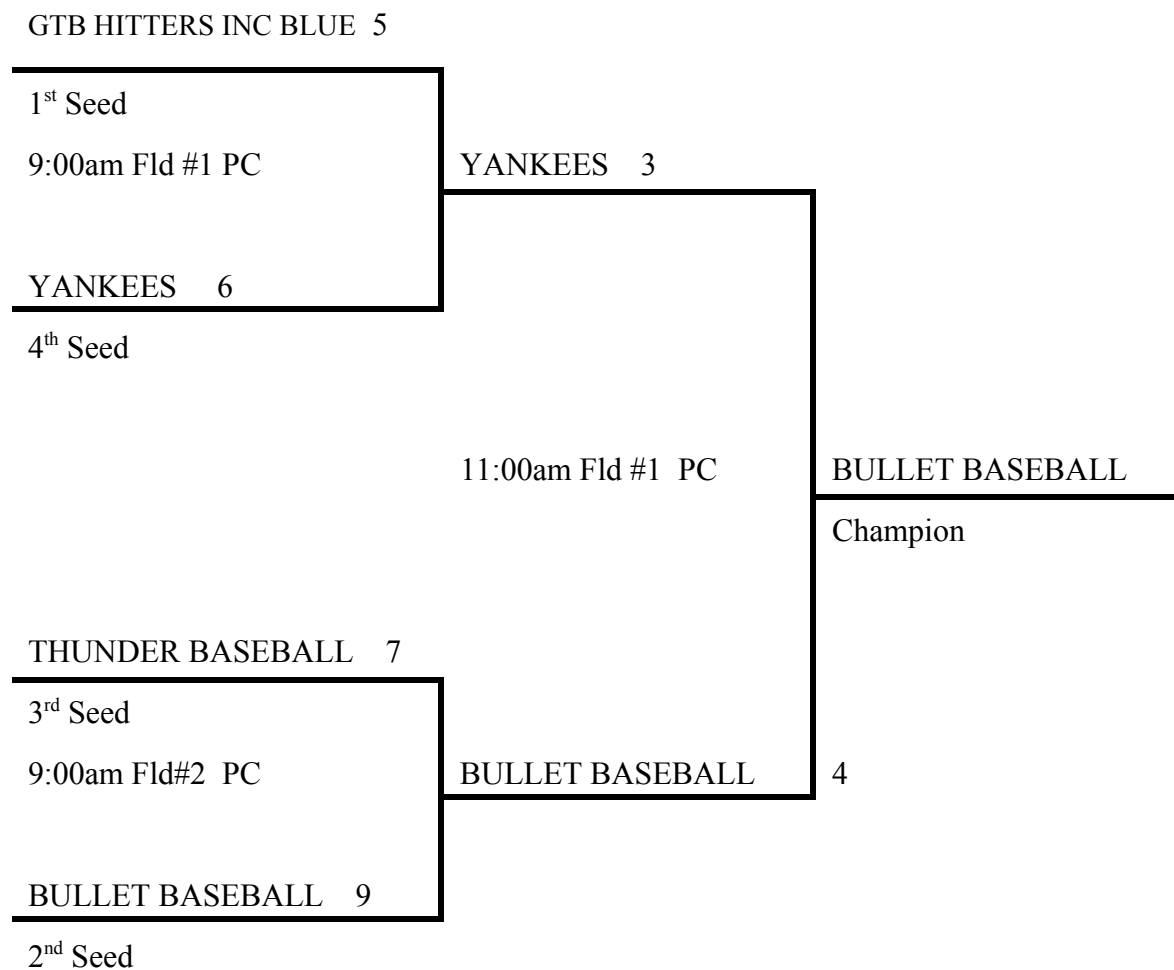 GTB HITTERS INC BLUE 5
1st Seed
9:00am Fld #1 PC
YANKEES 3
YANKEES 6
4th Seed
11:00am Fld #1 PC
BULLET BASEBALL
Champion
THUNDER BASEBALL 7
3rd Seed
9:00am Fld#2 PC
BULLET BASEBALL 4
BULLET BASEBALL 9
2nd Seed